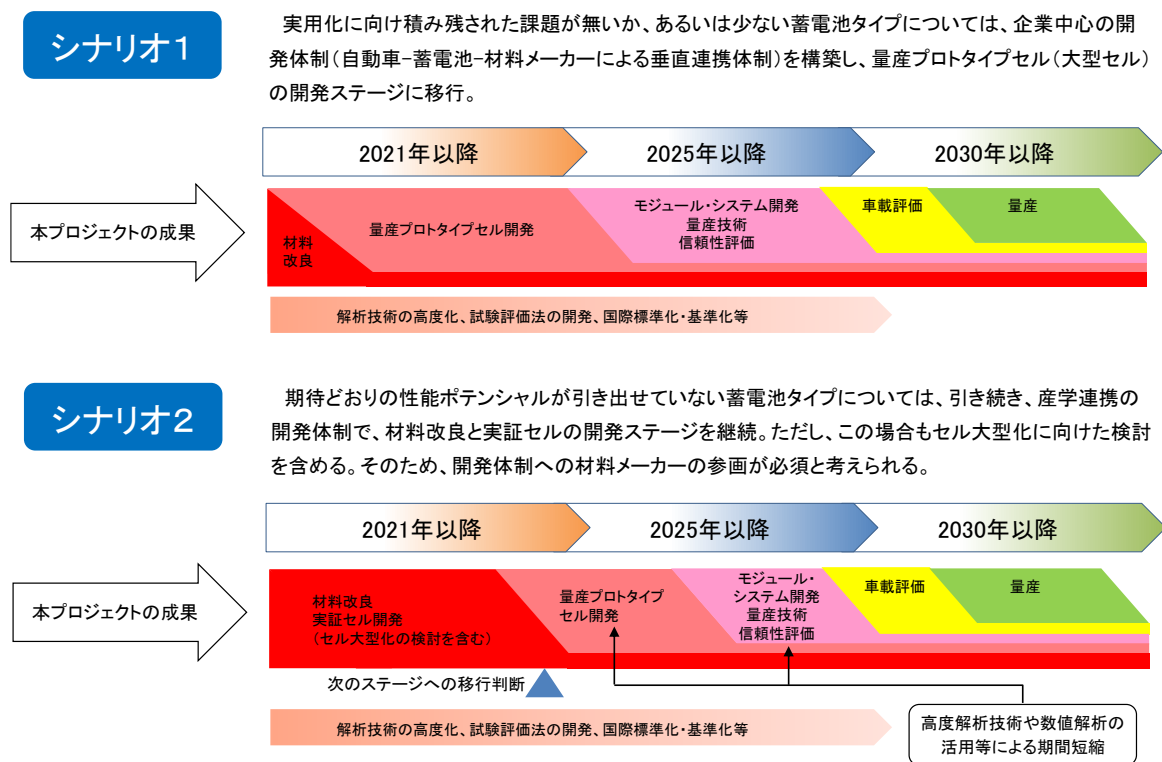 シナリオ1
実用化に向け積み残された課題が無いか、あるいは少ない蓄電池タイプについては、企業中心の開
発体制(自動車-蓄電池-材料メーカーによる垂直連携体制)を構築し、量産プロトタイプセル(大型セル)
の開発ステージに移行。
2021年以降
2025年以降
2030年以降
本プロジェクトの成果
材料
改良
量産プロトタイプセル開発
モジュール・システム開発
量産技術
信頼性評価
車載評価
量産
解析技術の高度化、試験評価法の開発、国際標準化・基準化等
シナリオ2
期待どおりの性能ポテンシャルが引き出せていない蓄電池タイプについては、引き続き、産学連携の
開発体制で、材料改良と実証セルの開発ステージを継続。ただし、この場合もセル大型化に向けた検討
を含める。そのため、開発体制への材料メーカーの参画が必須と考えられる。
2021年以降
2025年以降
2030年以降
本プロジェクトの成果
材料改良
実証セル開発
(セル大型化の検討を含む)
量産プロトタイプ
セル開発
モジュール・
システム開発
量産技術
信頼性評価
車載評価
量産
次のステージへの移行判断
解析技術の高度化、試験評価法の開発、国際標準化・基準化等
高度解析技術や数値解析の
活用等による期間短縮